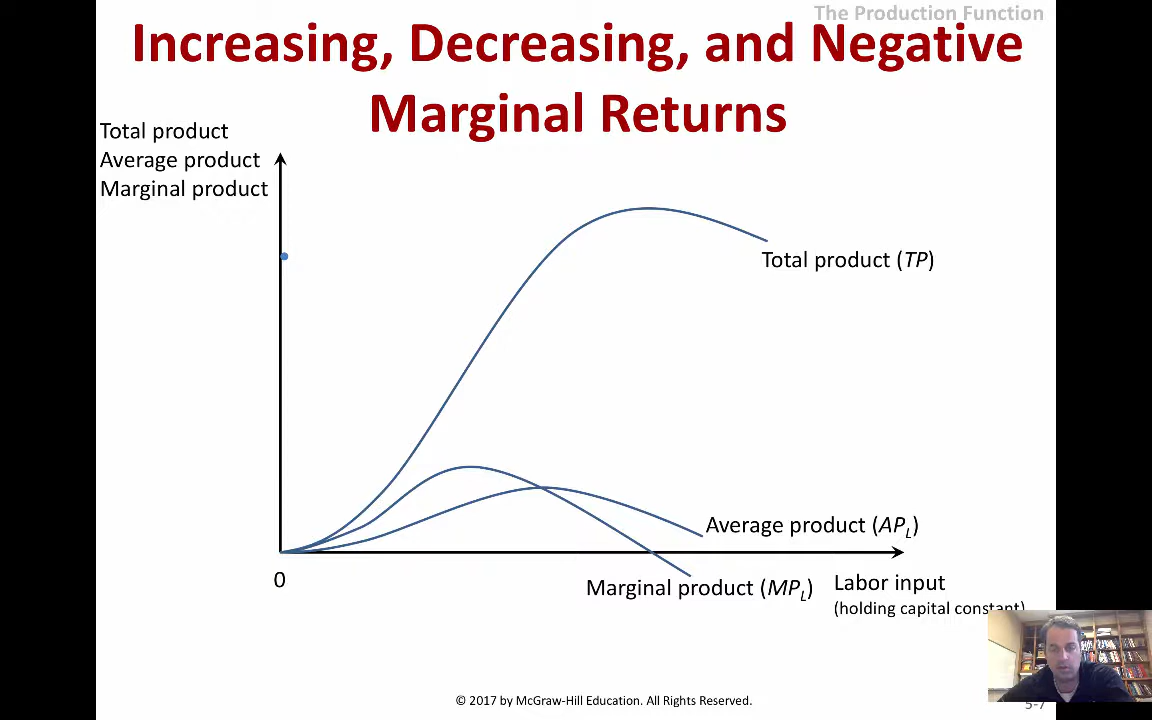 The Production Function
Increasing, Decreasing, and Negative
Marginal Returns
Total product
Average product
Marginal product
Total product (TP)
Average product (APL)
0
Marginal product (MPL)
Labor input
(holding capital constant)
© 2017 by McGraw-Hill Education. All Rights Reserved.
5-7